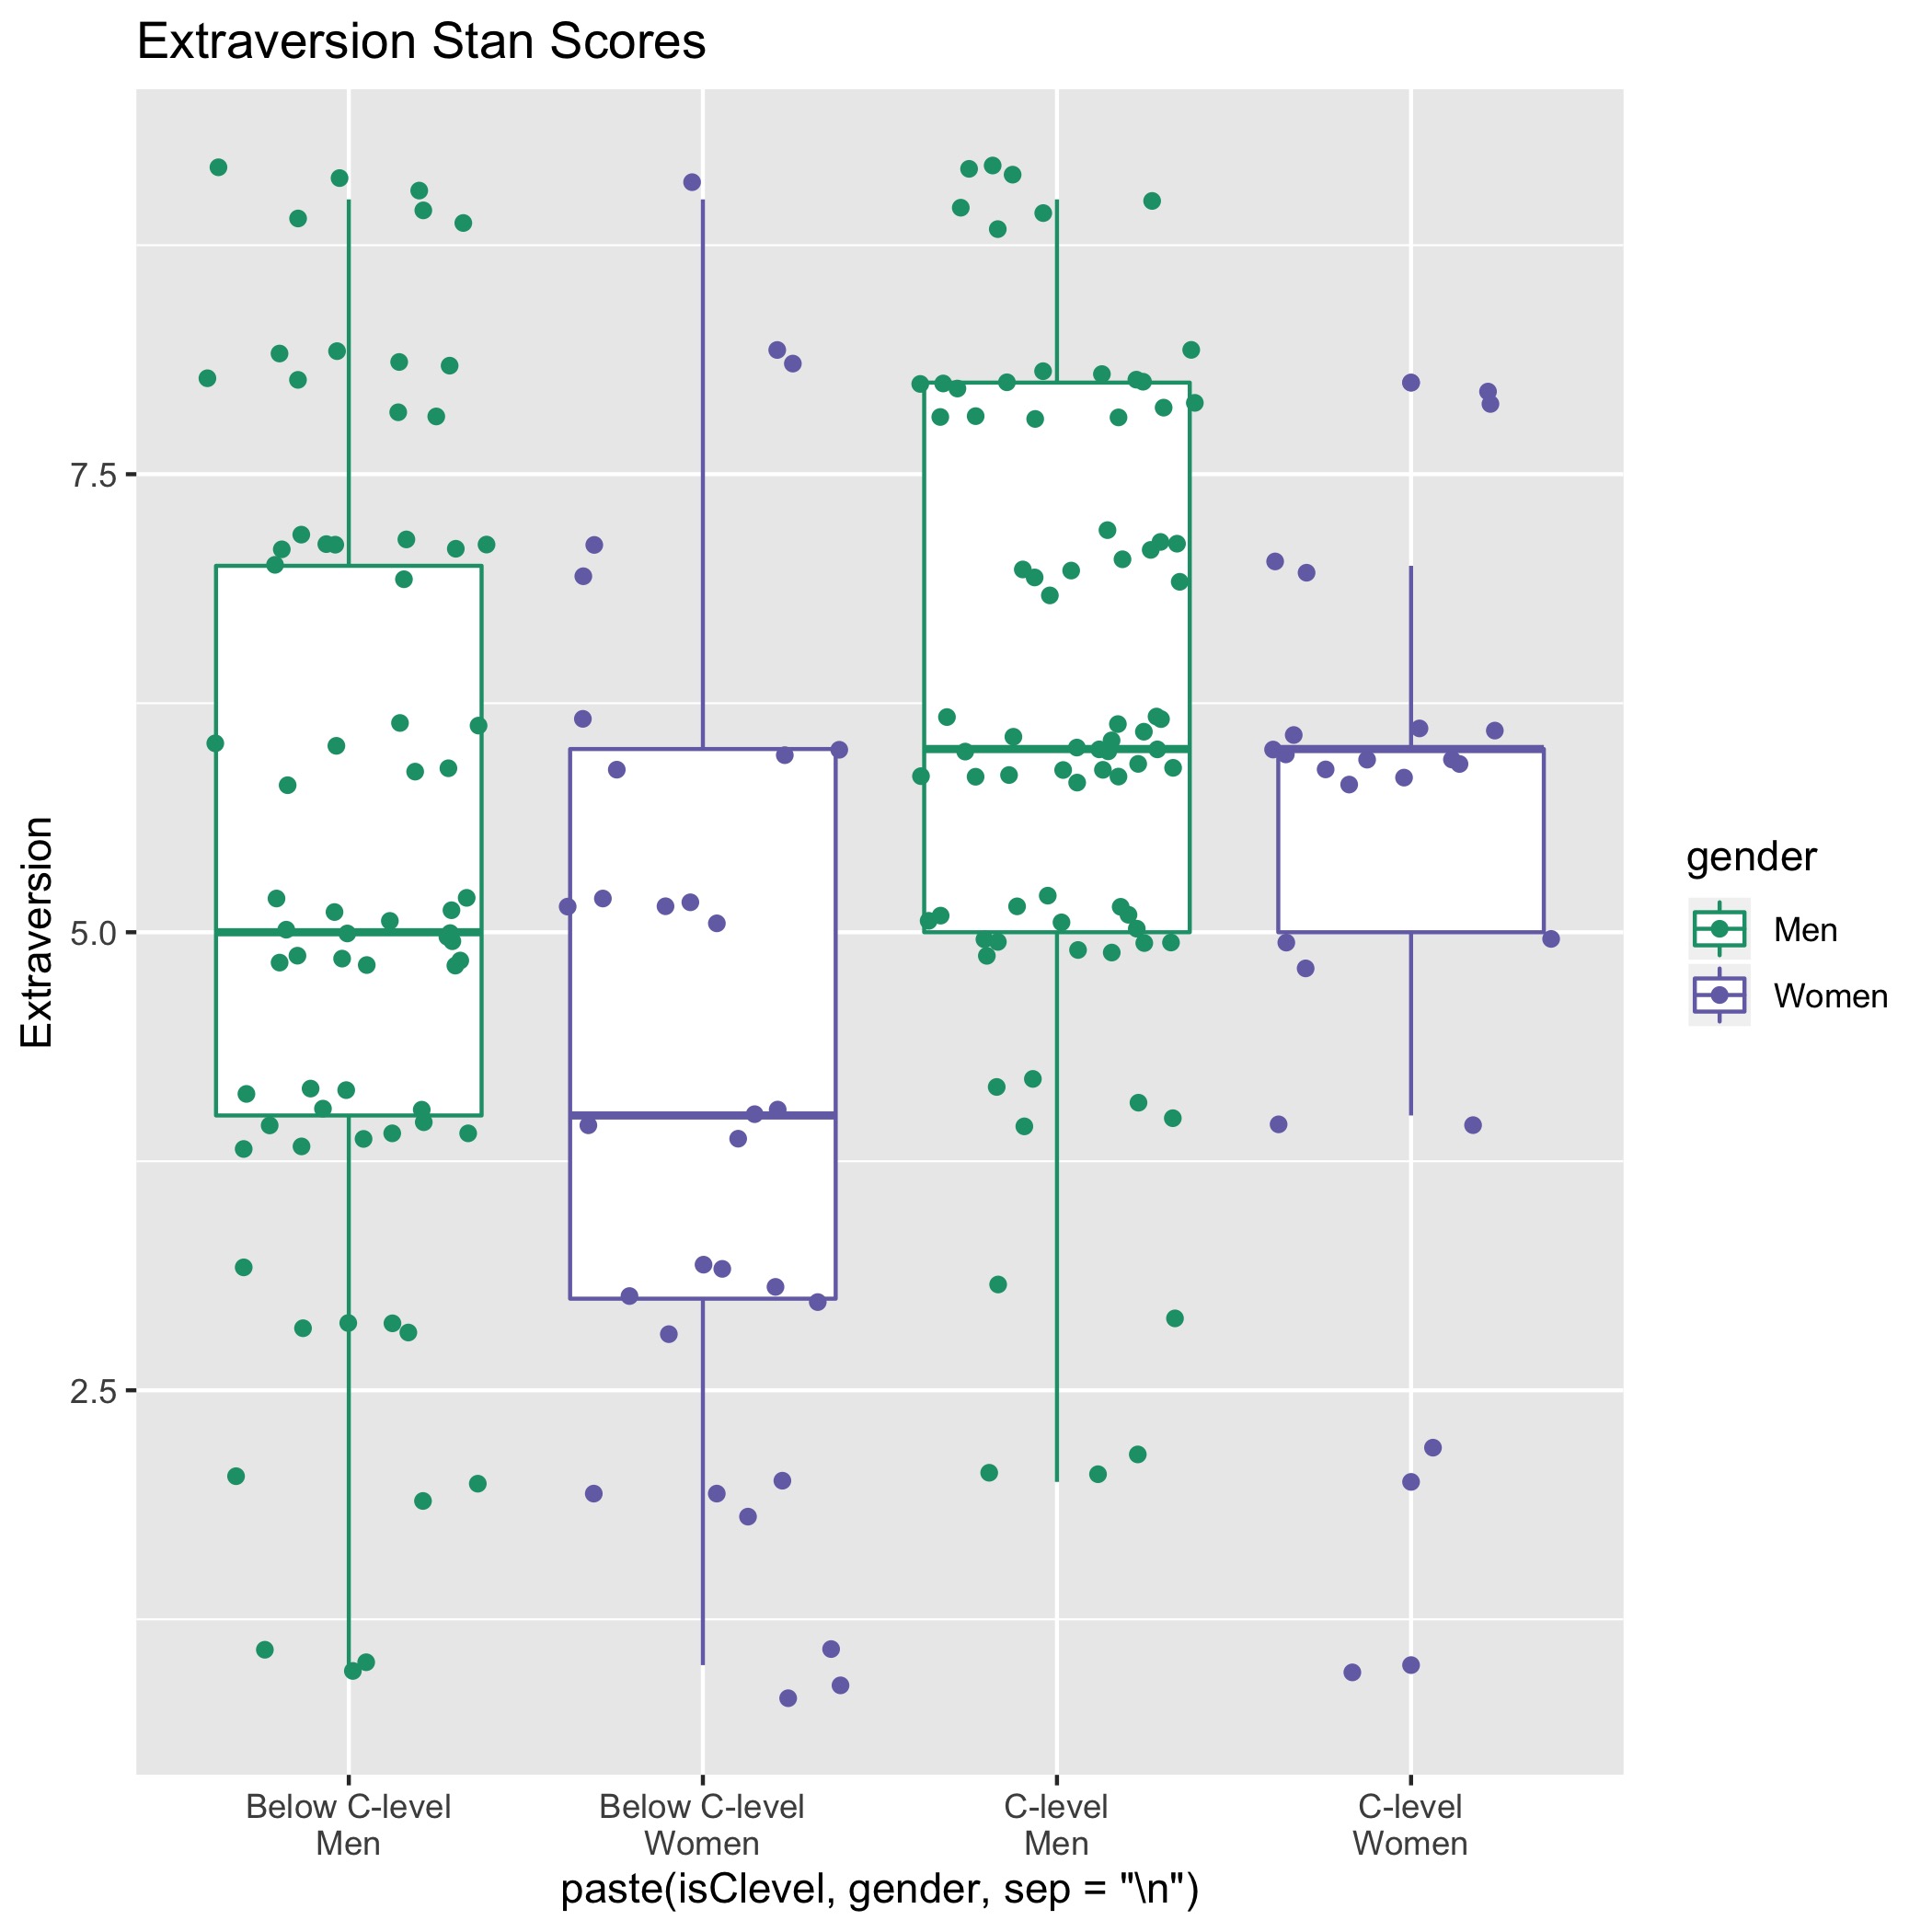 Extraversion Stan Scores
Extraversion
7.5
5.0
2.5
Below C-level
Men
Below C-level
Women
C-level
Men
C-level
Women
paste(isClevel, gender, sep = "\n")
gender
Men
Women